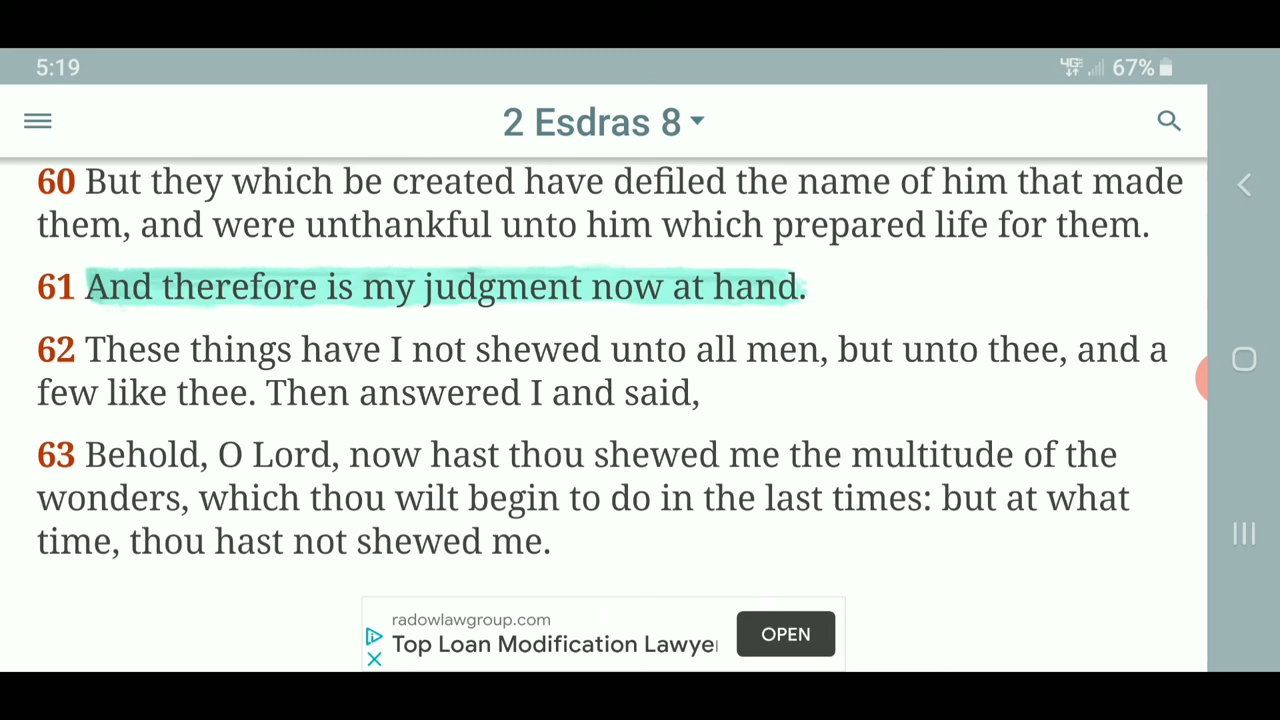 5:19
4GE 67%
2 Esdras 8
60 But they which be created have defiled the name of him that made
them, and were unthankful unto him which prepared life for them.
61 And therefore is my judgment now at hand.
62 These things have I not shewed unto all men, but unto thee, and a
few like thee. Then answered I and said,
63 Behold, O Lord, now hast thou shewed me the multitude of the
wonders, which thou wilt begin to do in the last times: but at what
time, thou hast not shewed me.
radowlawgroup.com
Top Loan Modification Lawye
OPEN